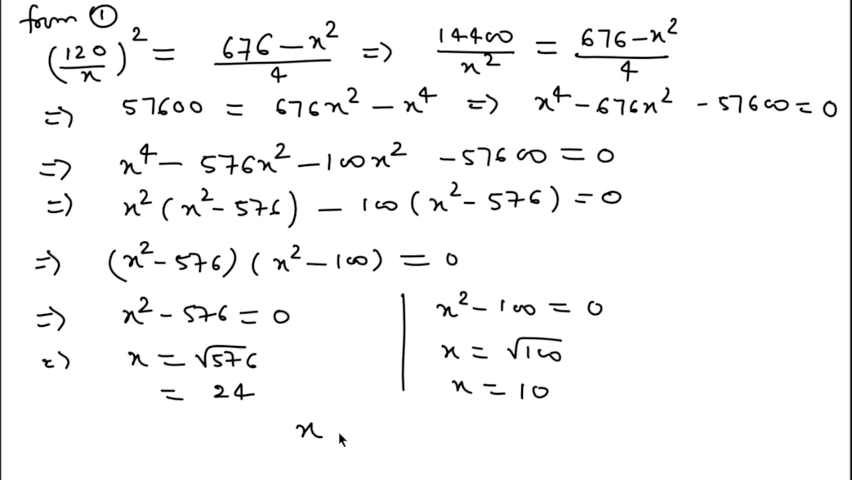 form ①
(120/x)² = (676 - x²)/4 => 14400/x² = (676 - x²)/4
=> 57600 = 676x² - x⁴ => x⁴ - 676x² - 57600 = 0
=> x⁴ - 576x² - 100x² - 57600 = 0
=> x² (x² - 576) - 100 (x² - 576) = 0
=> (x² - 576) (x² - 100) = 0
=> x² - 576 = 0 | x² - 100 = 0
=> x = √576 | x = √100
= 24 | x = 10
x